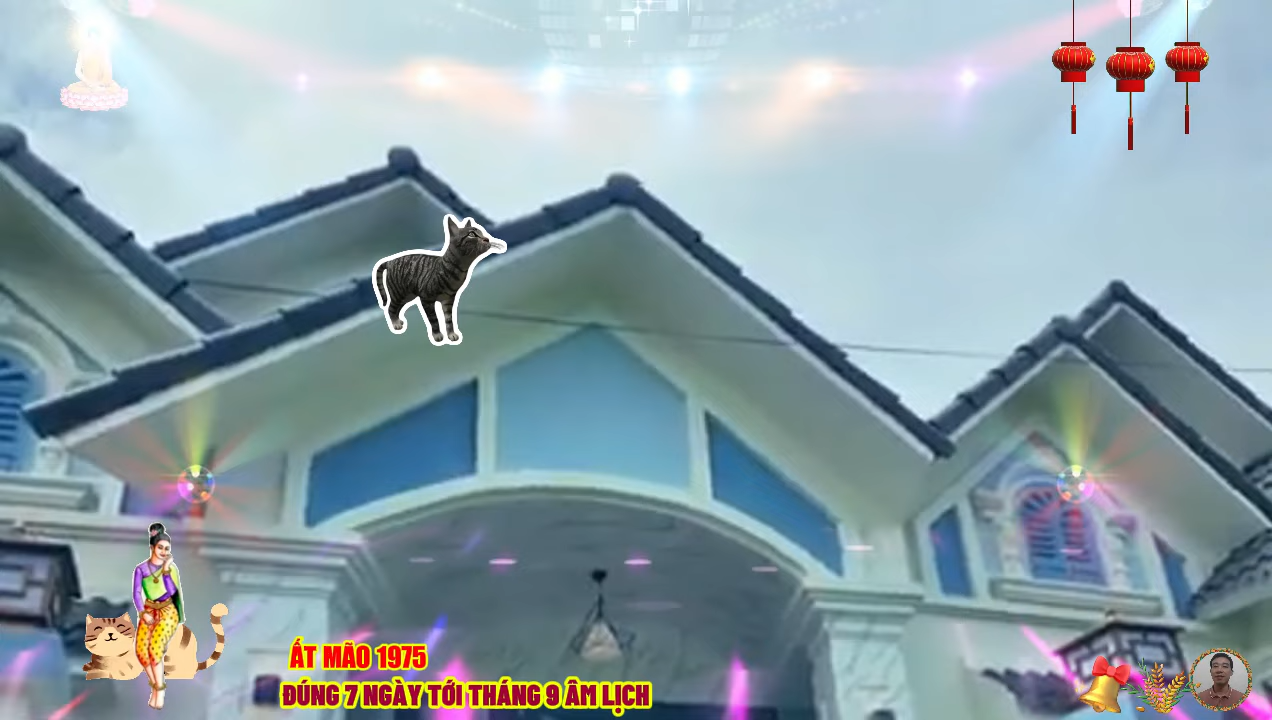 ẤT MÃO 1975
ĐÚNG 7 NGÀY TỚI THÁNG 9 ÂM LỊCH